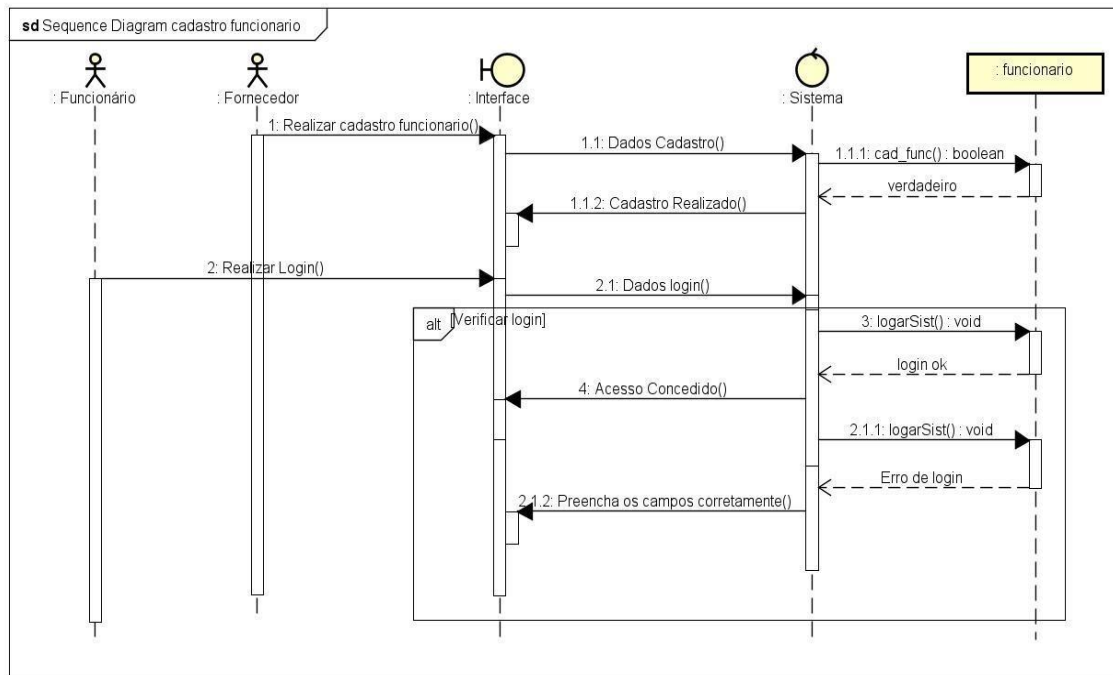 sd Sequence Diagram cadastro funcionario
: Funcionário
: Fornecedor
: Interface
: Sistema
: funcionario
1: Realizar cadastro funcionario()
1.1: Dados Cadastro()
1.1.1: cad_func() : boolean
verdadeiro
1.1.2: Cadastro Realizado()
2: Realizar Login()
2.1: Dados login()
alt [Verificar login]
3: logarSist() : void
login ok
4: Acesso Concedido()
2.1.1: logarSist() : void
Erro de login
2.1.2: Preencha os campos corretamente()